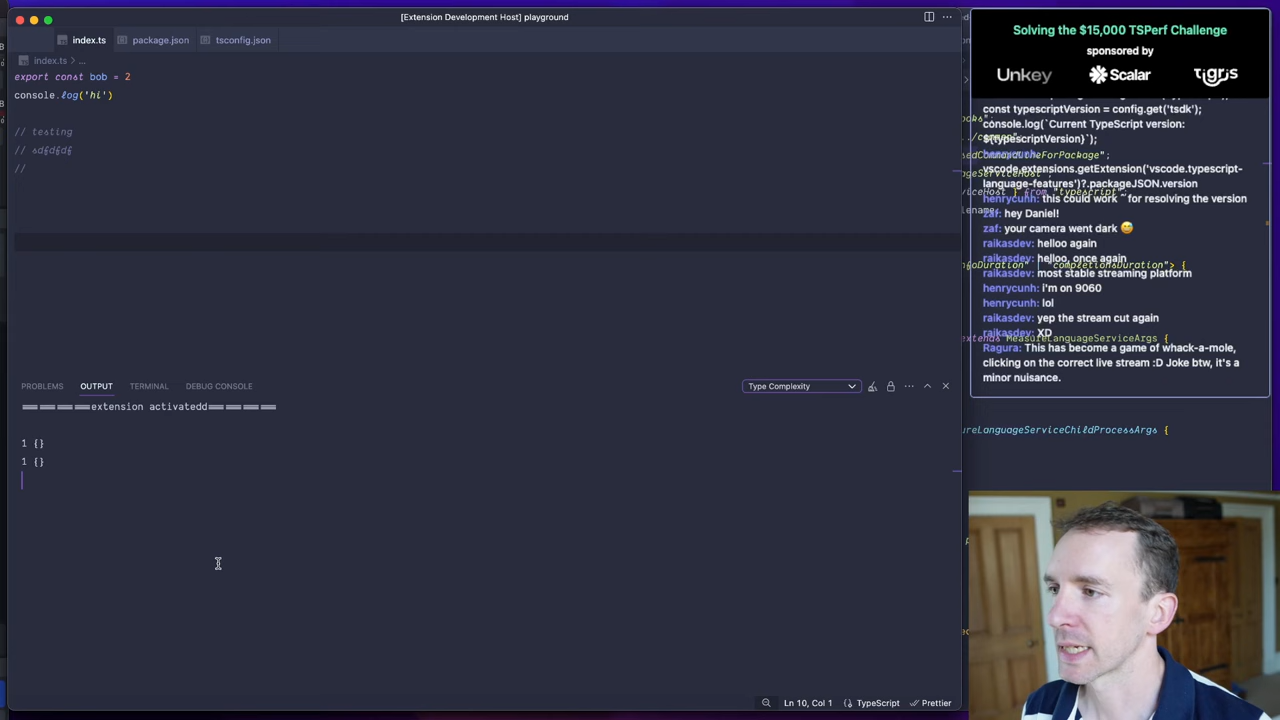 [Extension Development Host] playground
index.ts
package.json
tsconfig.json
index.ts > ...
export const bob = 2
console.log('hi')
// testing
// sdfdfdf
//
PROBLEMS
OUTPUT
TERMINAL
DEBUG CONSOLE
Type Complexity
=====extension activatedd=====
1 {}
1 {}
Ln 10, Col 1
{} TypeScript
Prettier
Solving the $15,000 TSPerf Challenge
sponsored by
Unkey
Scalar
tigris
const typescriptVersion = config.get('tsdk');
console.log(`Current TypeScript version:
${typescriptVersion}`);
henrycunh:
vscode.extensions.getExtension('vscode.typescript-
language-features')?.packageJSON.version
henrycunh: this could work ^for resolving the version
zaf: hey Daniel!
zaf: your camera went dark 😅
raikasdev: helloo again
raikasdev: helloo, once again
raikasdev: most stable streaming platform
henrycunh: i'm on 9060
henrycunh: lol
raikasdev: yep the stream cut again
raikasdev: XD
Ragura: This has become a game of whack-a-mole,
clicking on the correct live stream :D Joke btw, it's a
minor nuisance.
"completionsDuration"> {
extends MeasureLanguageServiceArgs {
ureLanguageServiceChildProcessArgs {